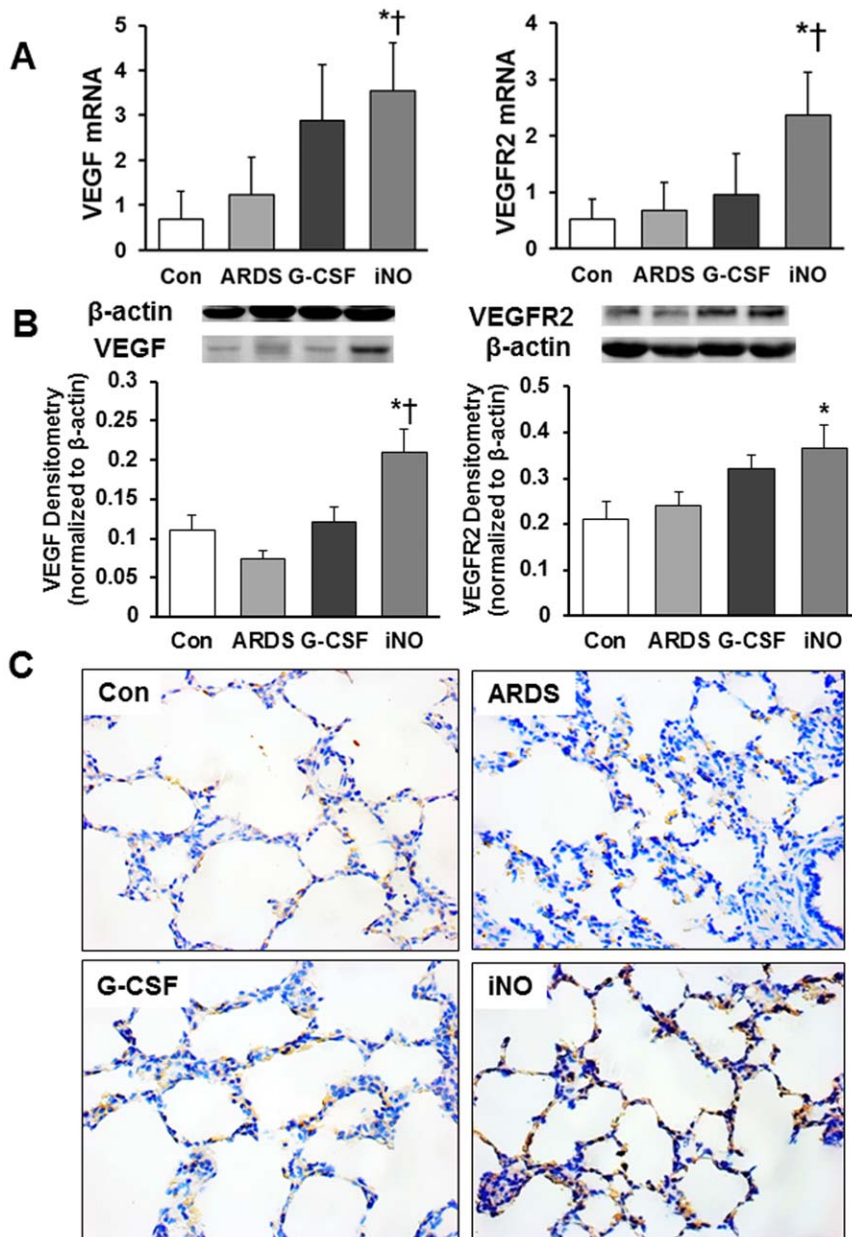 A
VEGF mRNA
5
4
3
2
1
0
*†
Con ARDS G-CSF iNO
VEGFR2 mRNA
4
3
2
1
0
*†
Con ARDS G-CSF iNO
B
β-actin
VEGF
VEGF Densitometry
(normalized to β-actin)
0.3
0.25
0.2
0.15
0.1
0.05
0
*†
Con ARDS G-CSF iNO
VEGFR2
β-actin
VEGFR2 Densitometry
(normalized to β-actin)
0.5
0.4
0.3
0.2
0.1
0
*
Con ARDS G-CSF iNO
C
Con
ARDS
G-CSF
iNO